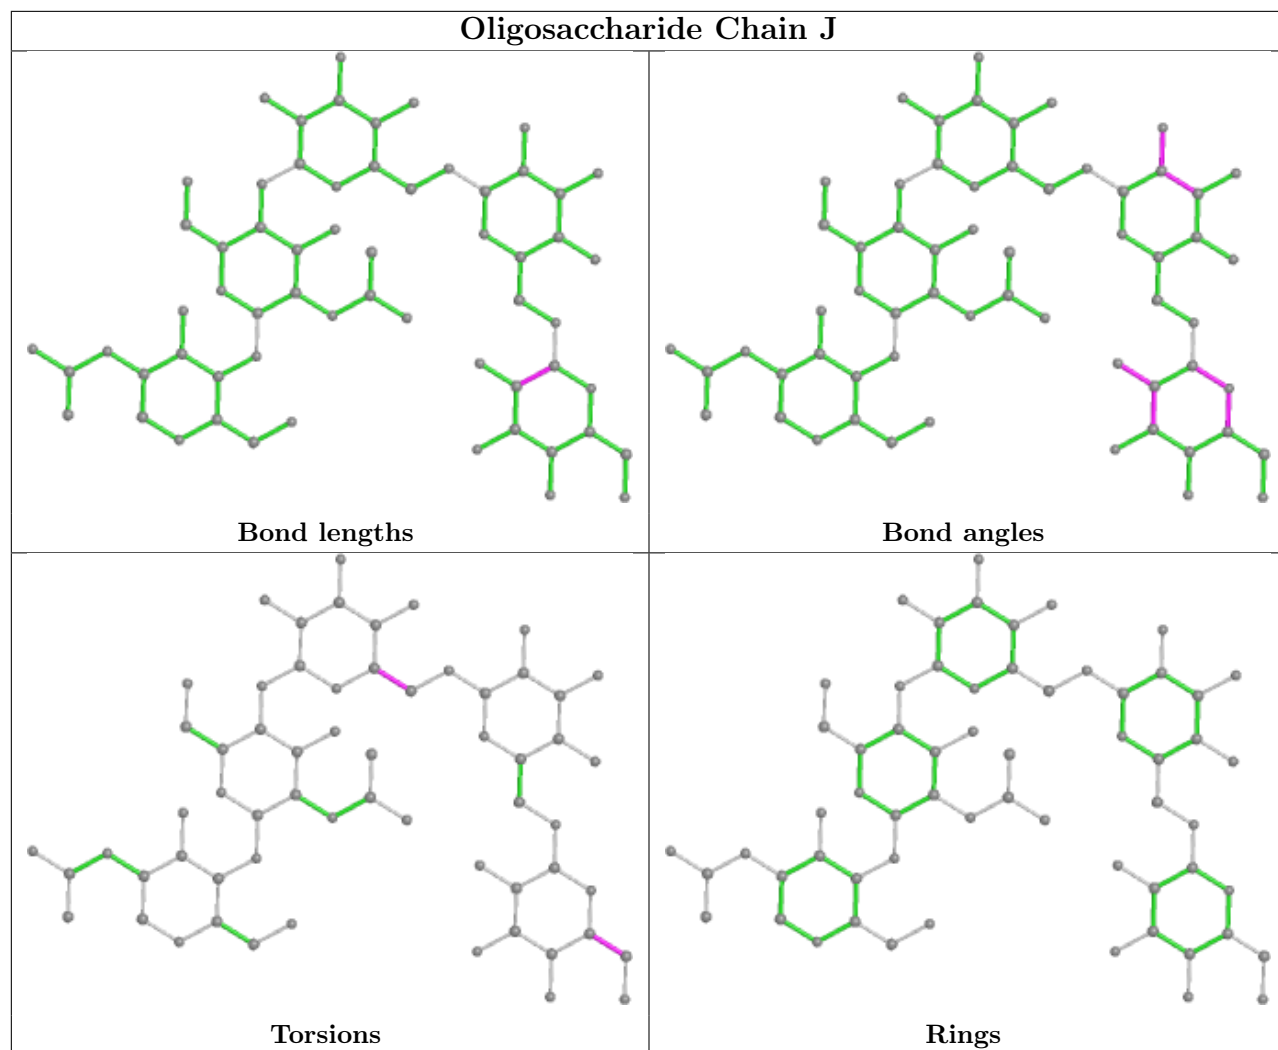 Oligosaccharide Chain J
Bond lengths
Bond angles
Torsions
Rings